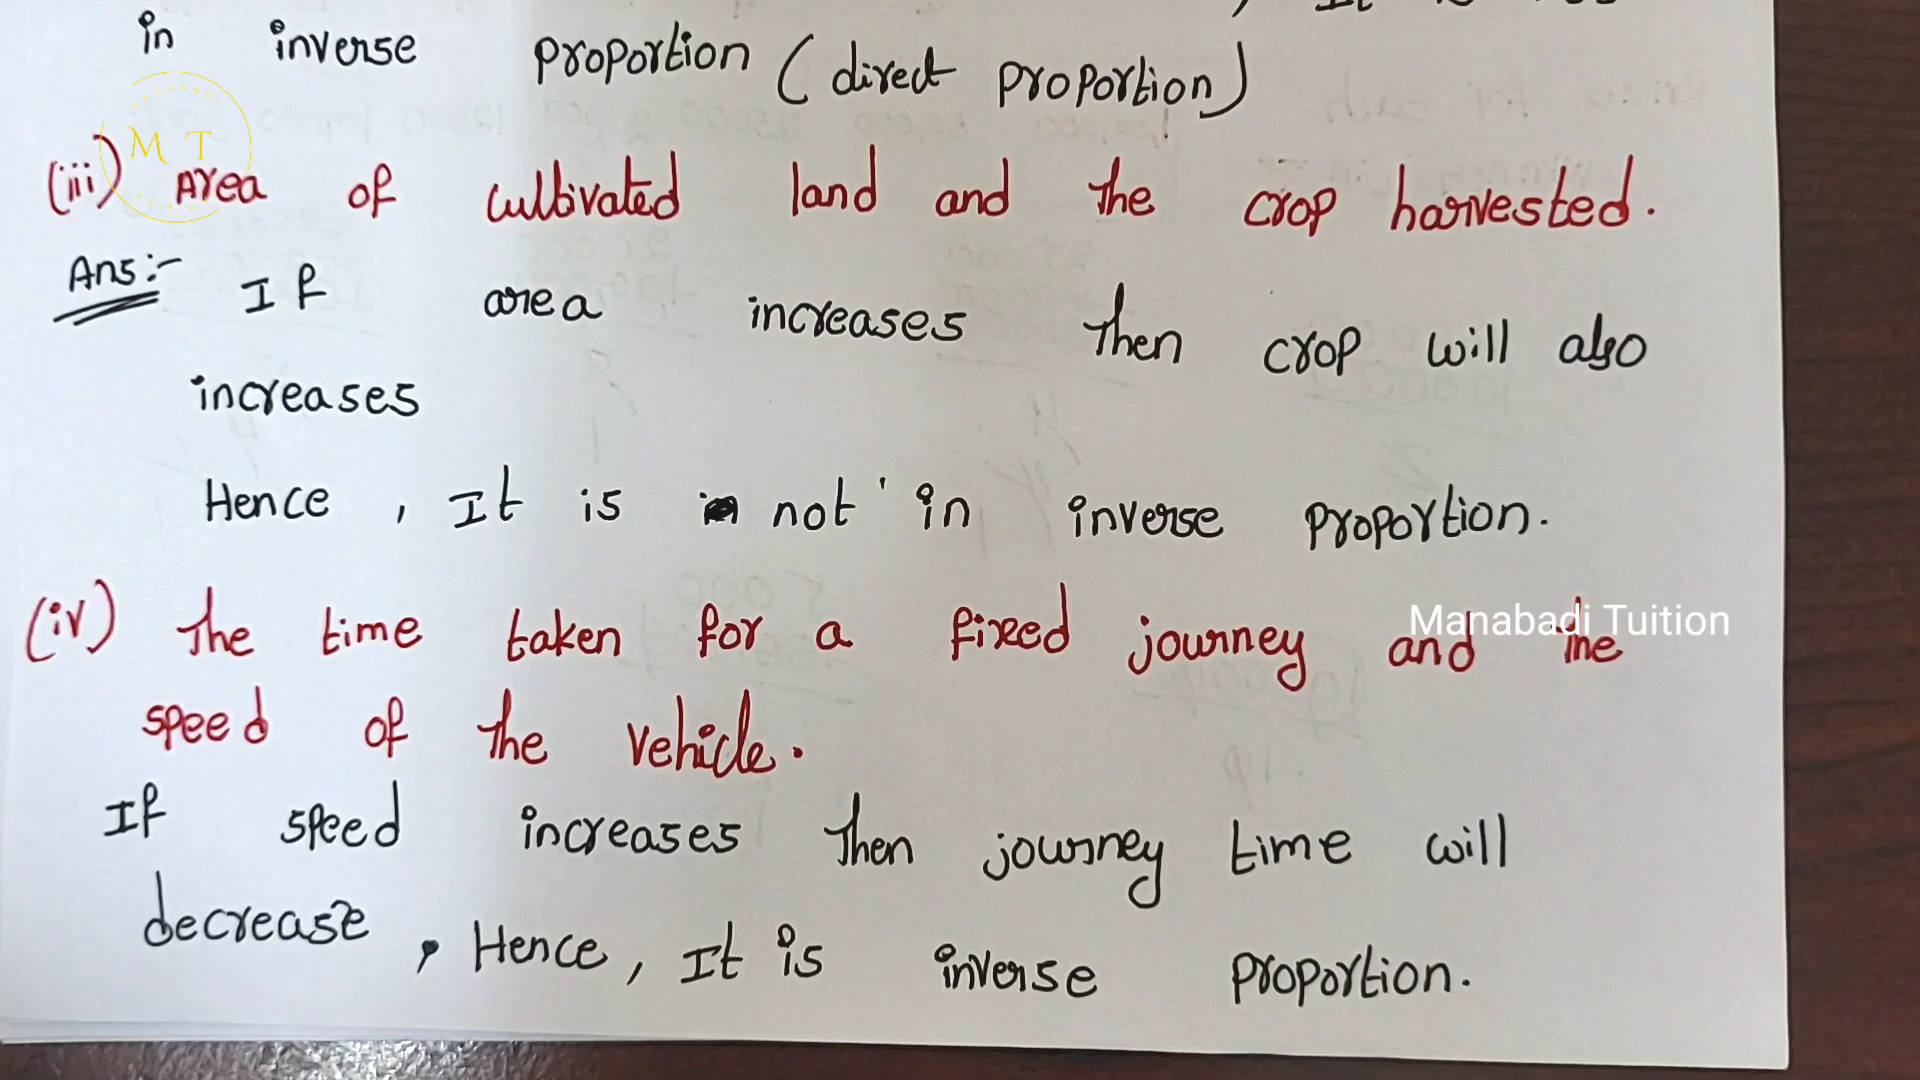 in inverse proportion (direct proportion)
M T
(iii) Area of cultivated land and the crop harvested.
Ans:- If area increases then crop will also
increases
Hence, It is not in inverse proportion.
(iv) The time taken for a fixed journey and the
Manabadi Tuition
speed of the vehicle.
If speed increases then journey time will
decrease, Hence, It is inverse proportion.